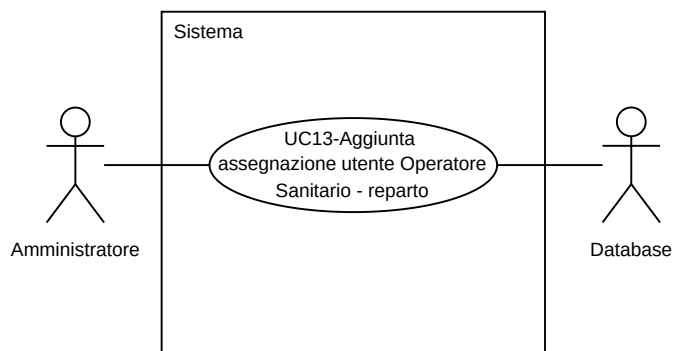 Sistema
UC13-Aggiunta
assegnazione utente Operatore
Sanitario - reparto
Amministratore
Database